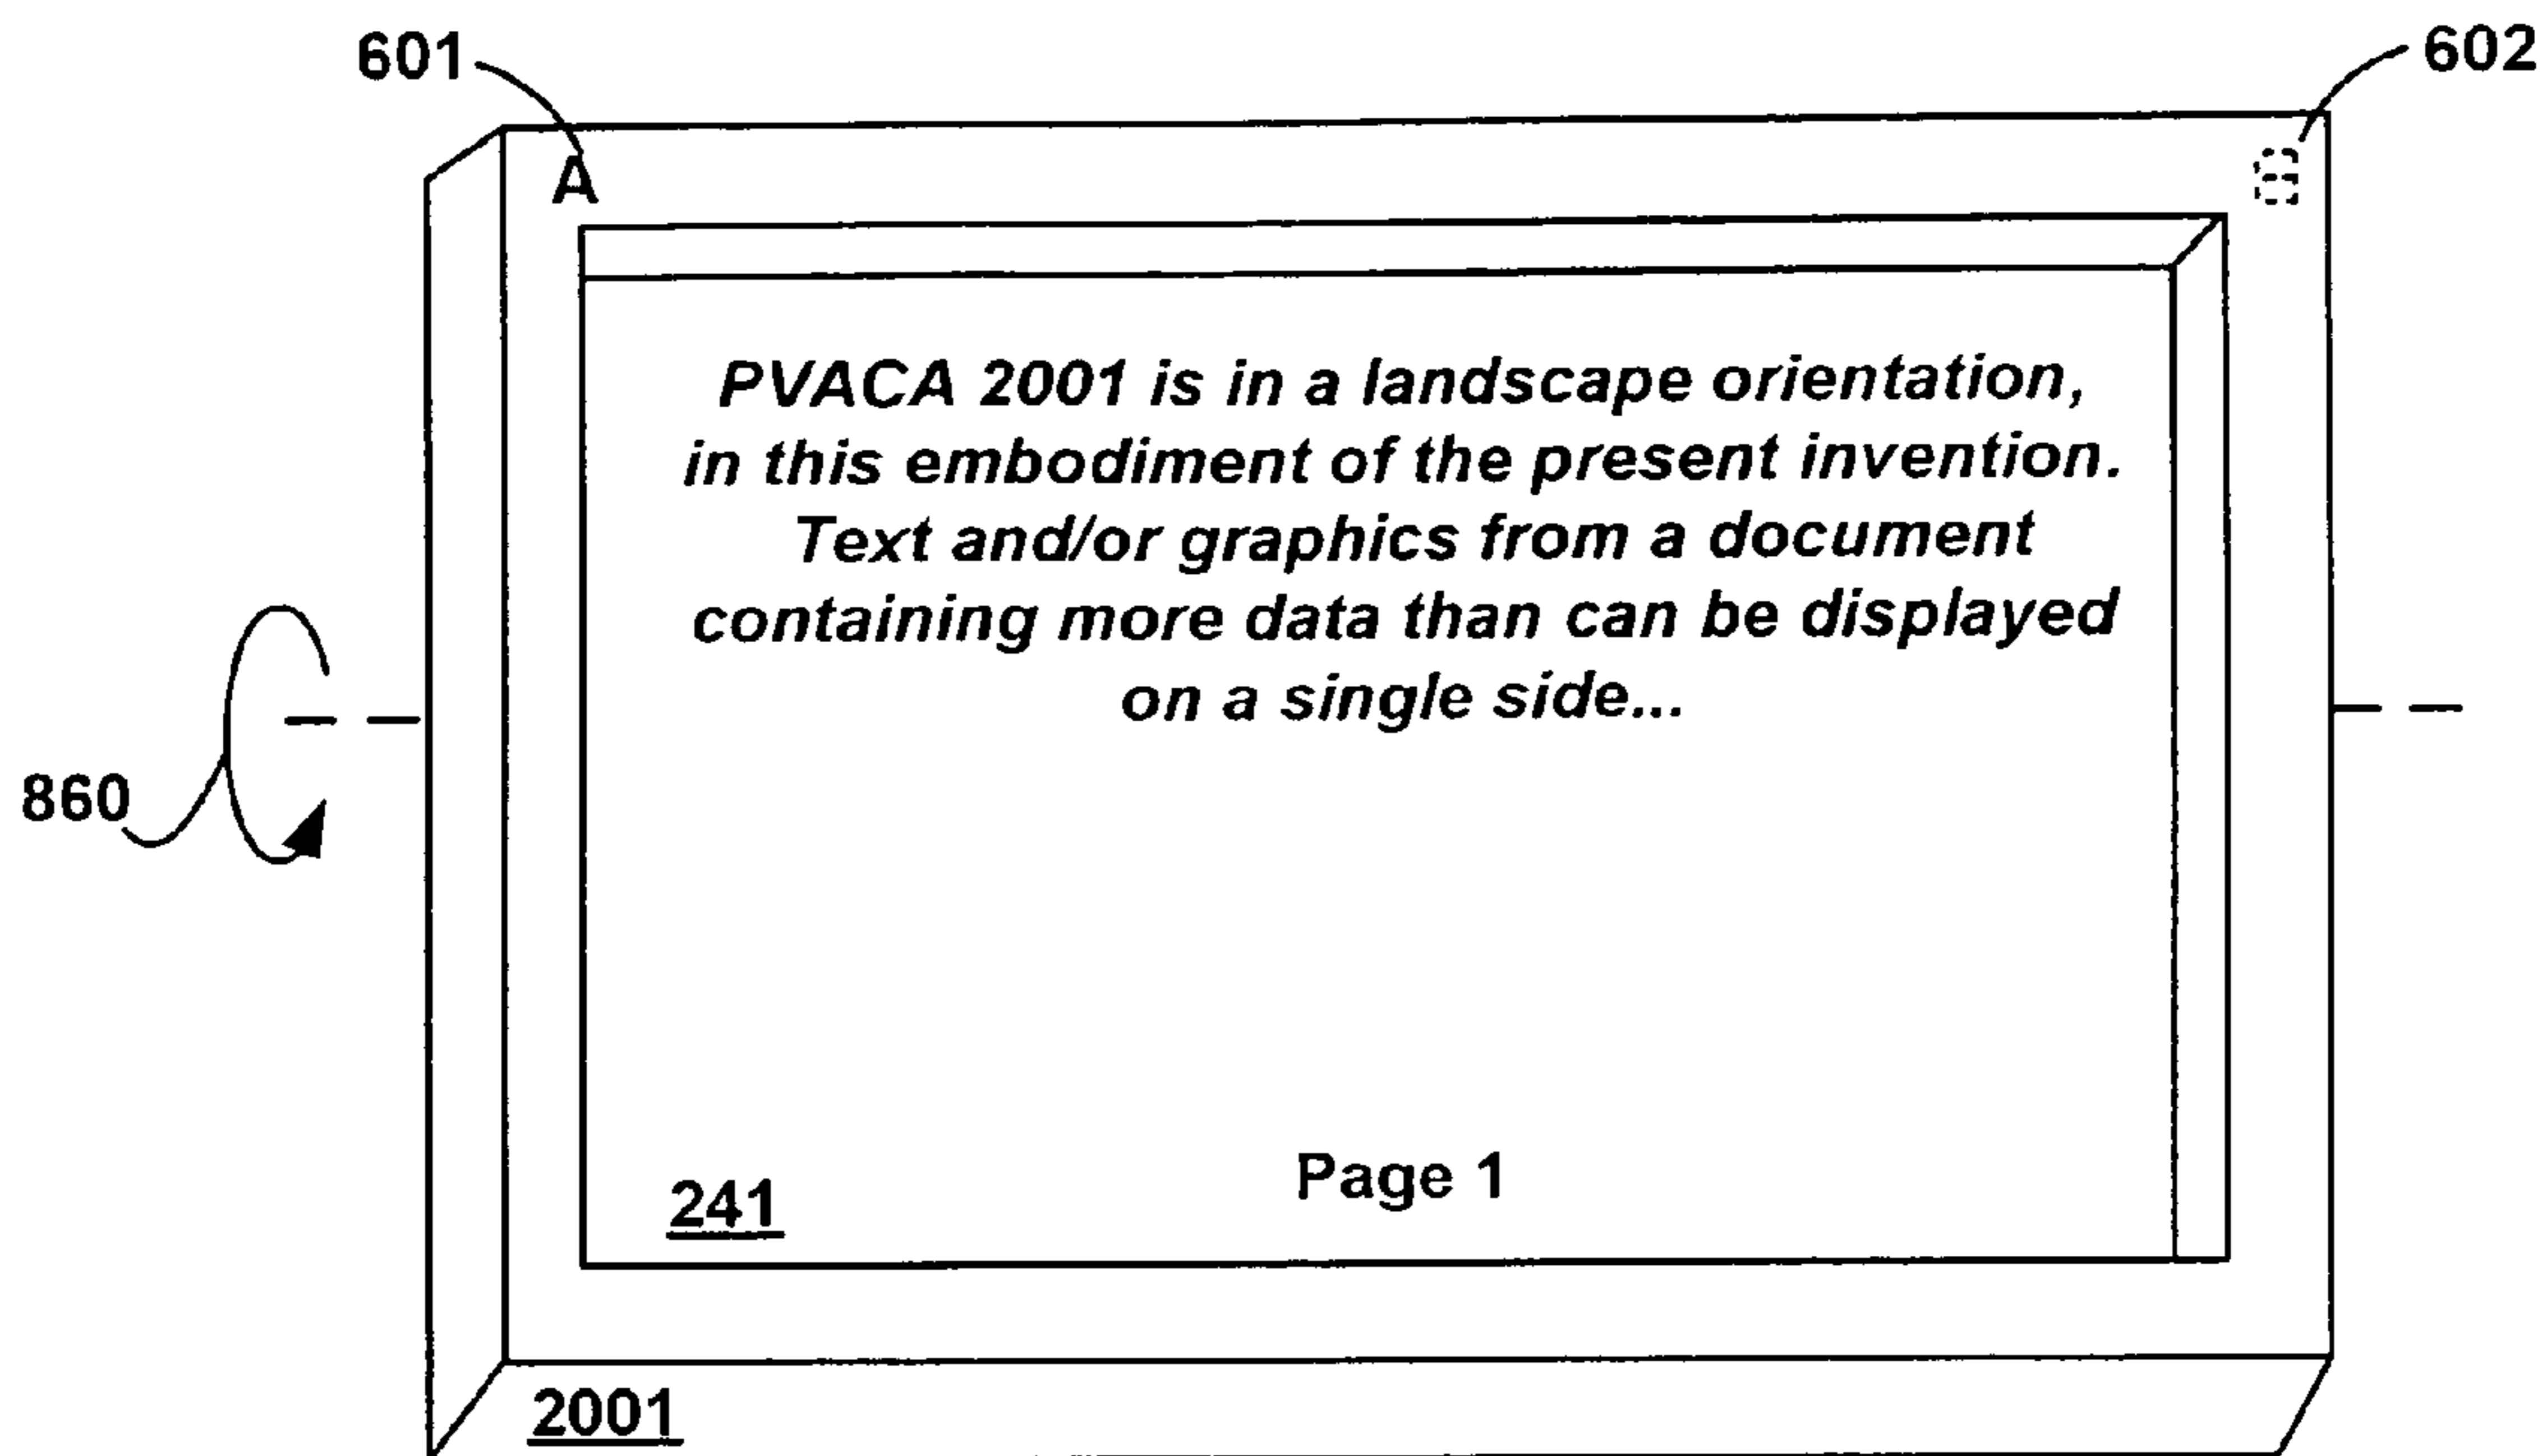 601
602
A
B
PVACA 2001 is in a landscape orientation,
in this embodiment of the present invention.
Text and/or graphics from a document
containing more data than can be displayed
on a single side...
860
Page 1
241
2001